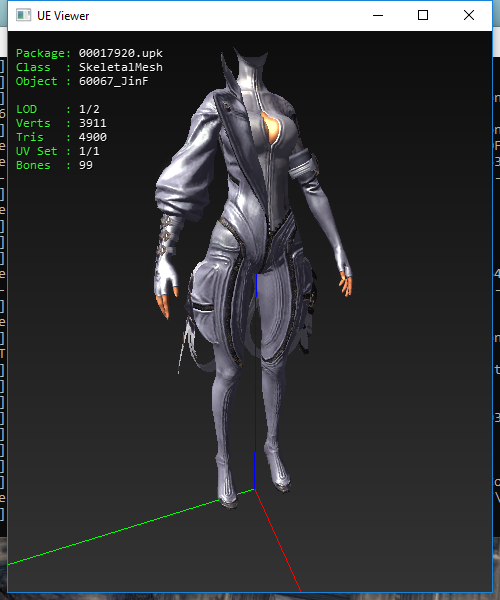 UE Viewer
Package: 00017920.upk
Class : SkeletalMesh
Object : 60067_JinF
LOD : 1/2
Verts : 3911
Tris : 4900
UV Set : 1/1
Bones : 99